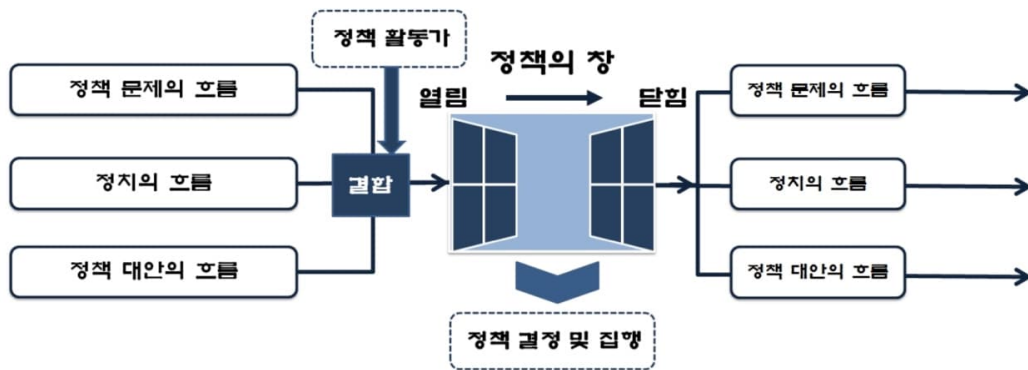 정책 활동가
정책의 창
정책 문제의 흐름
열림
닫힘
정책 문제의 흐름
정치의 흐름
결합
정치의 흐름
정책 대안의 흐름
정책 대안의 흐름
정책 결정 및 집행